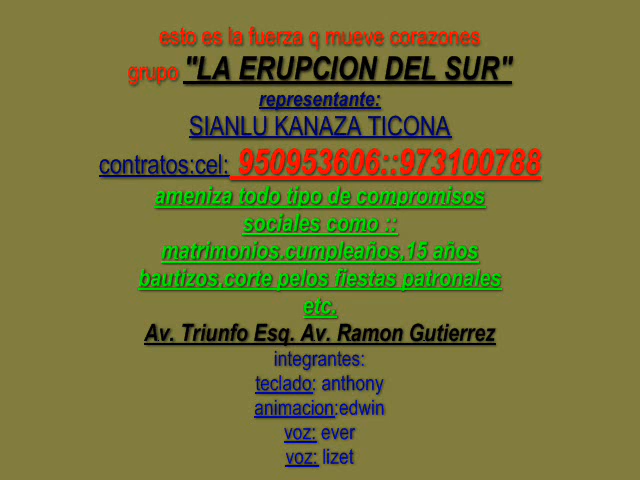 esto es la fuerza q mueve corazones
grupo "LA ERUPCION DEL SUR"
representante:
SIANLU KANAZA TICONA
contratos:cel: 950953606::973100788
ameniza todo tipo de compromisos
sociales como ::
matrimonios.cumpleaños,15 años
bautizos.corte pelos fiestas patronales
etc.
Av. Triunfo Esq. Av. Ramon Gutierrez
integrantes:
teclado: anthony
animacion:edwin
voz: ever
voz: lizet